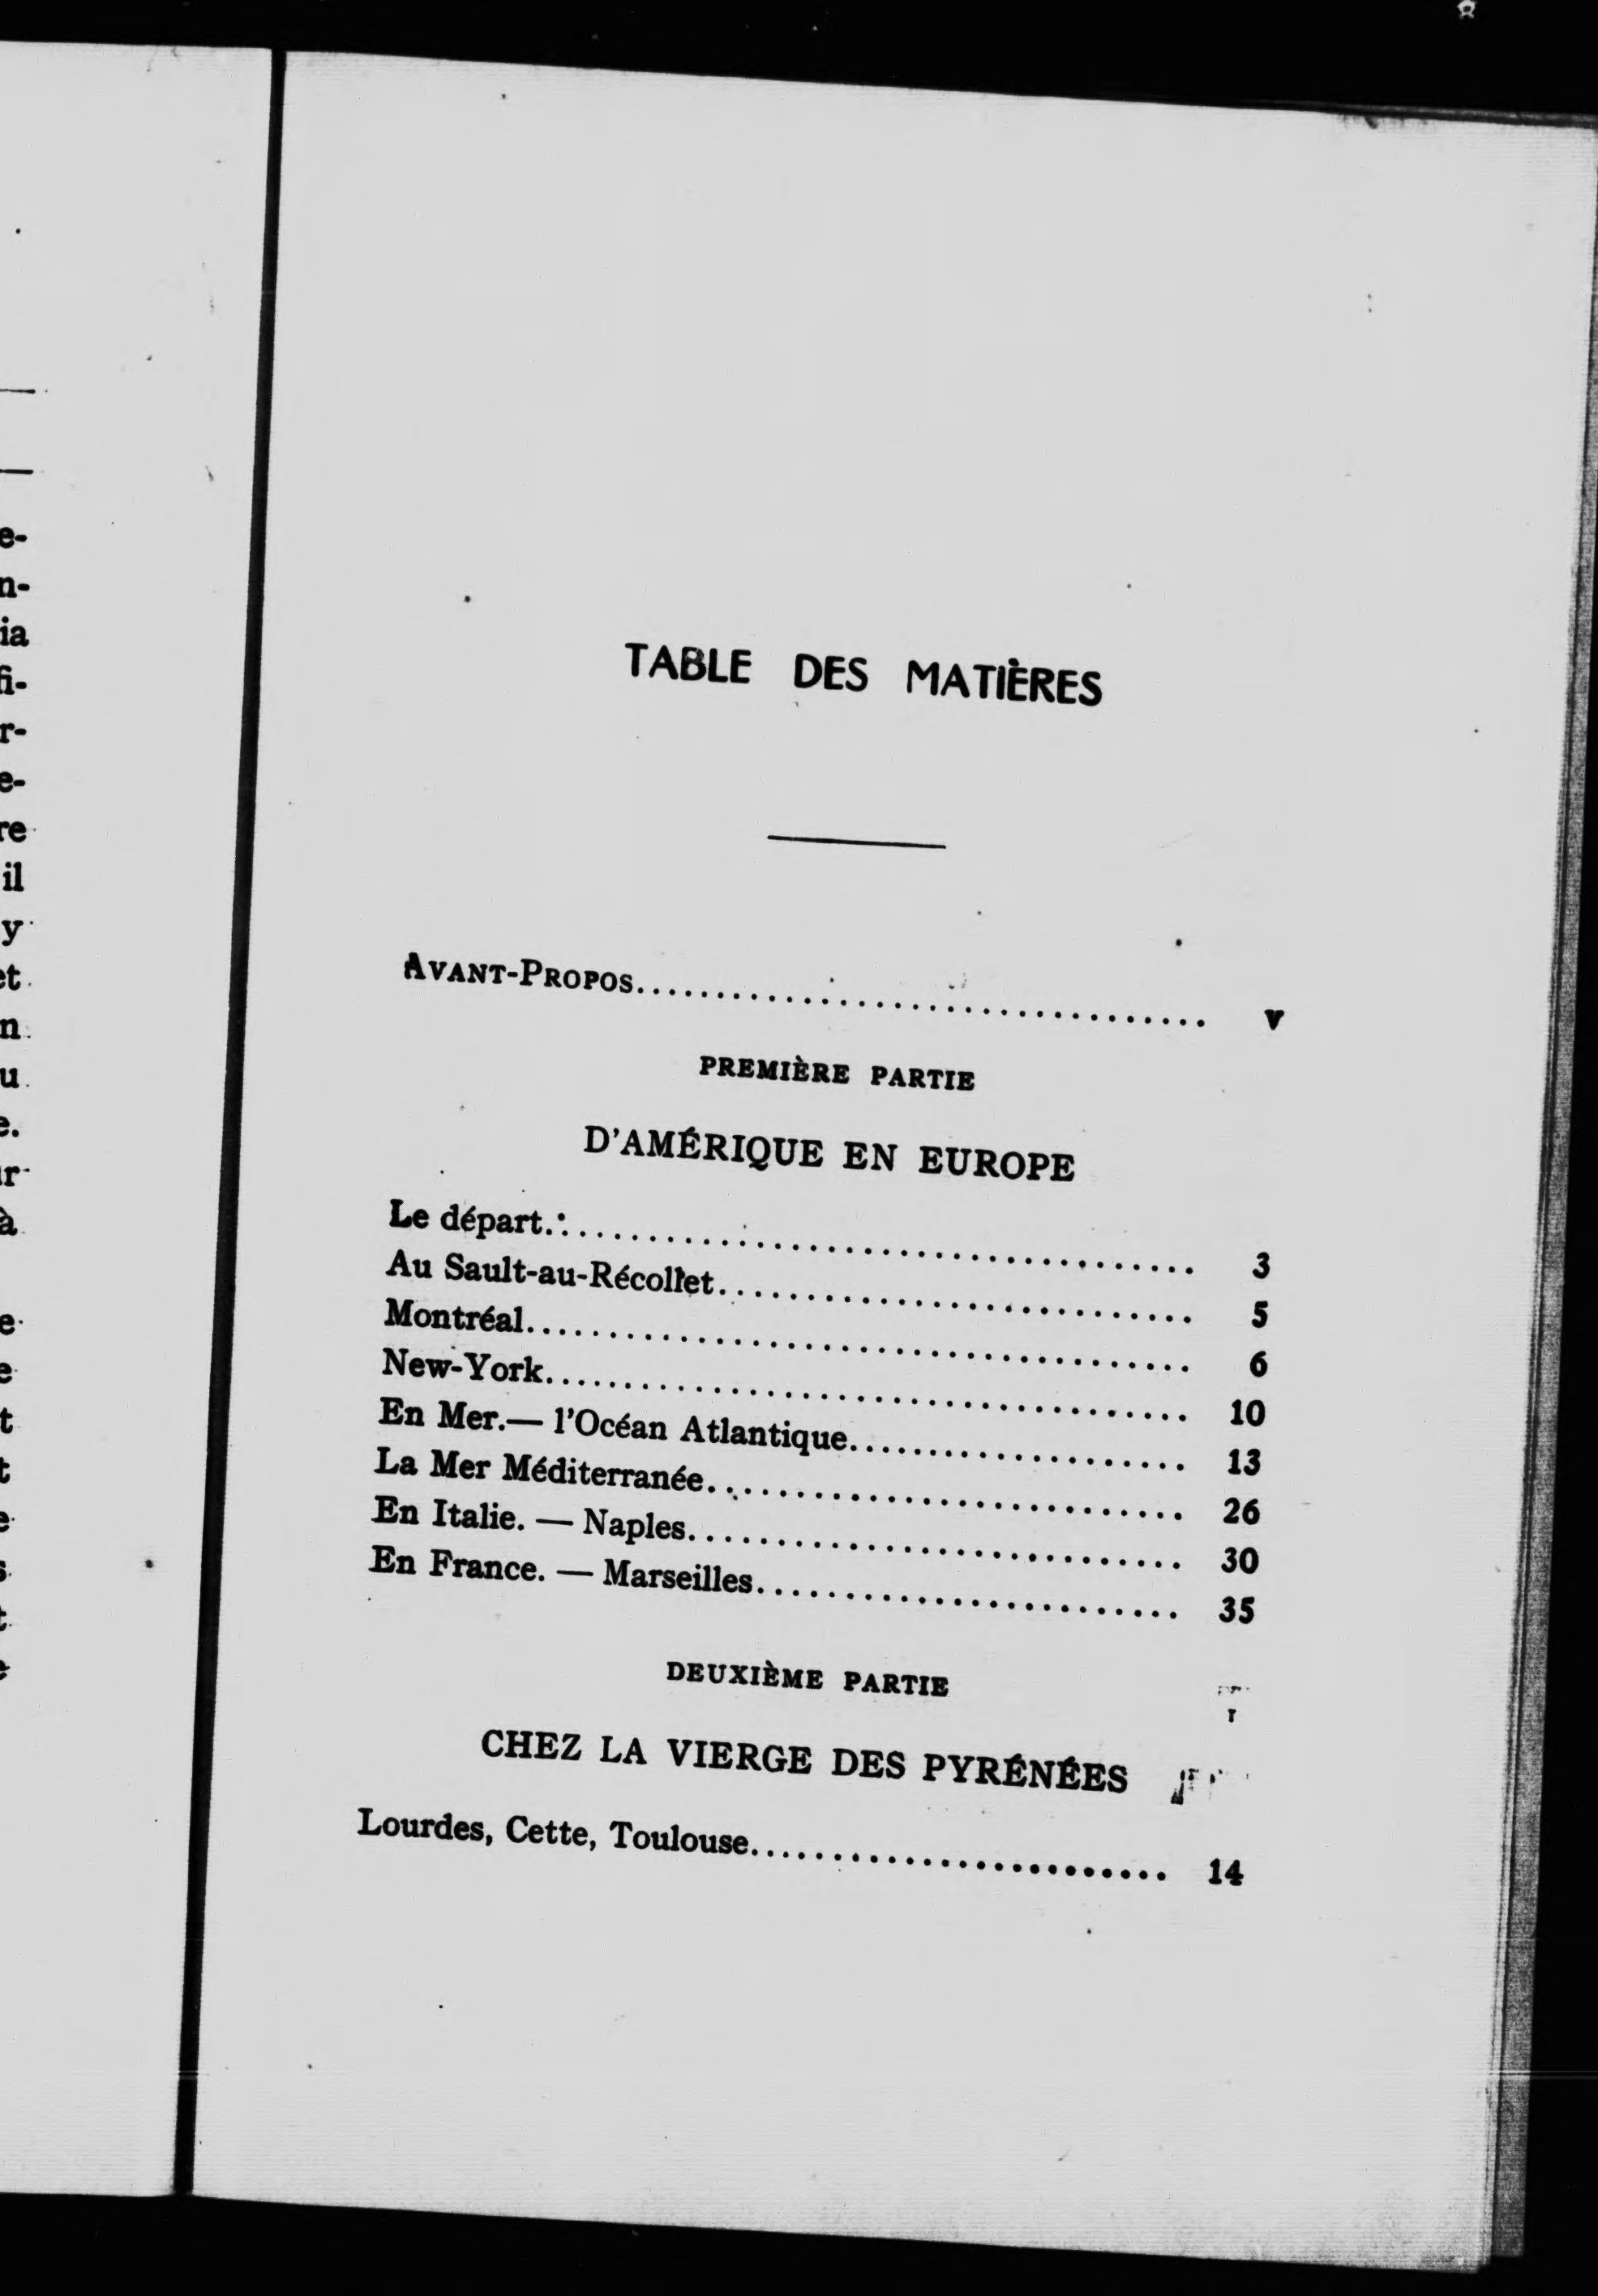 TABLE DES MATIÈRES
AVANT-PROPOS.................................... v
PREMIÈRE PARTIE
D'AMÉRIQUE EN EUROPE
Le départ....................................... 3
Au Sault-au-Récollet............................ 5
Montréal........................................ 6
New-York........................................ 10
En Mer.— l'Océan Atlantique..................... 13
La Mer Méditerranée............................. 26
En Italie. — Naples............................. 30
En France. — Marseilles......................... 35
DEUXIÈME PARTIE
CHEZ LA VIERGE DES PYRÉNÉES
Lourdes, Cette, Toulouse........................ 14